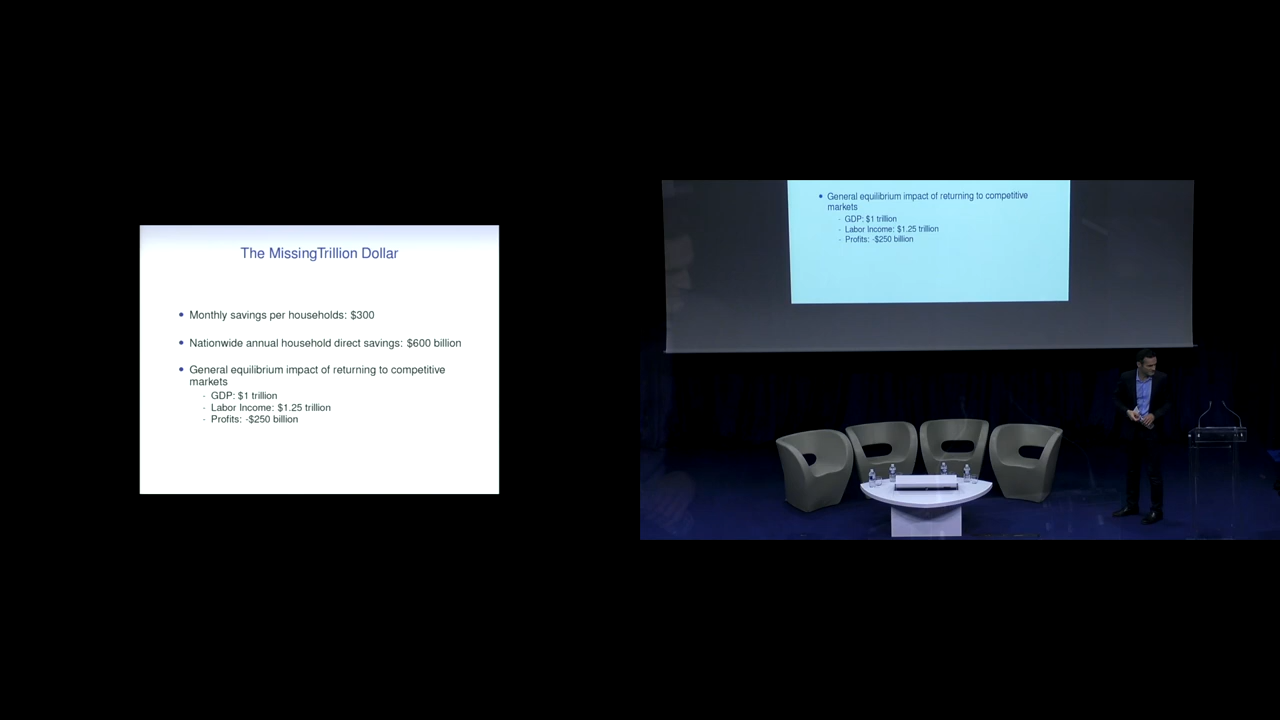 The MissingTrillion Dollar
• Monthly savings per households: $300
• Nationwide annual household direct savings: $600 billion
• General equilibrium impact of returning to competitive
markets
- GDP: $1 trillion
- Labor Income: $1.25 trillion
- Profits: -$250 billion
• General equilibrium impact of returning to competitive
markets
- GDP: $1 trillion
- Labor Income: $1.25 trillion
- Profits: -$250 billion